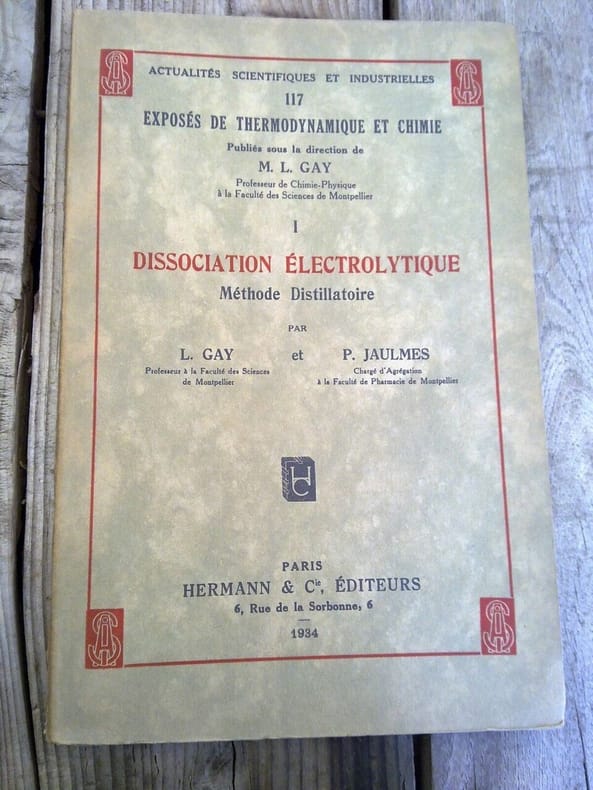 ACTUALITÉS SCIENTIFIQUES ET INDUSTRIELLES
117
EXPOSÉS DE THERMODYNAMIQUE ET CHIMIE
Publiés sous la direction de
M. L. GAY
Professeur de Chimie-Physique
à la Faculté des Sciences de Montpellier
I
DISSOCIATION ÉLECTROLYTIQUE
Méthode Distillatoire
PAR
L. GAY et P. JAULMES
Professeur à la Faculté des Sciences
de Montpellier
Chargé d'Agrégation
à la Faculté de Pharmacie de Montpellier
HC
PARIS
HERMANN & Cie, ÉDITEURS
6, Rue de la Sorbonne, 6
1934